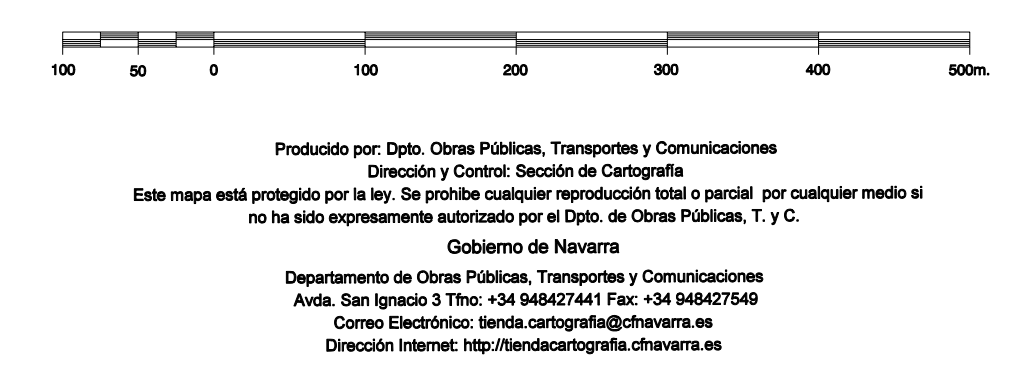 100 50 0 100 200 300 400 500m.
Producido por: Dpto. Obras Públicas, Transportes y Comunicaciones
Dirección y Control: Sección de Cartografía
Este mapa está protegido por la ley. Se prohibe cualquier reproducción total o parcial por cualquier medio si
no ha sido expresamente autorizado por el Dpto. de Obras Públicas, T. y C.
Gobierno de Navarra
Departamento de Obras Públicas, Transportes y Comunicaciones
Avda. San Ignacio 3 Tfno: +34 948427441 Fax: +34 948427549
Correo Electrónico: tienda.cartografia@cfnavarra.es
Dirección Internet: http://tiendacartografia.cfnavarra.es